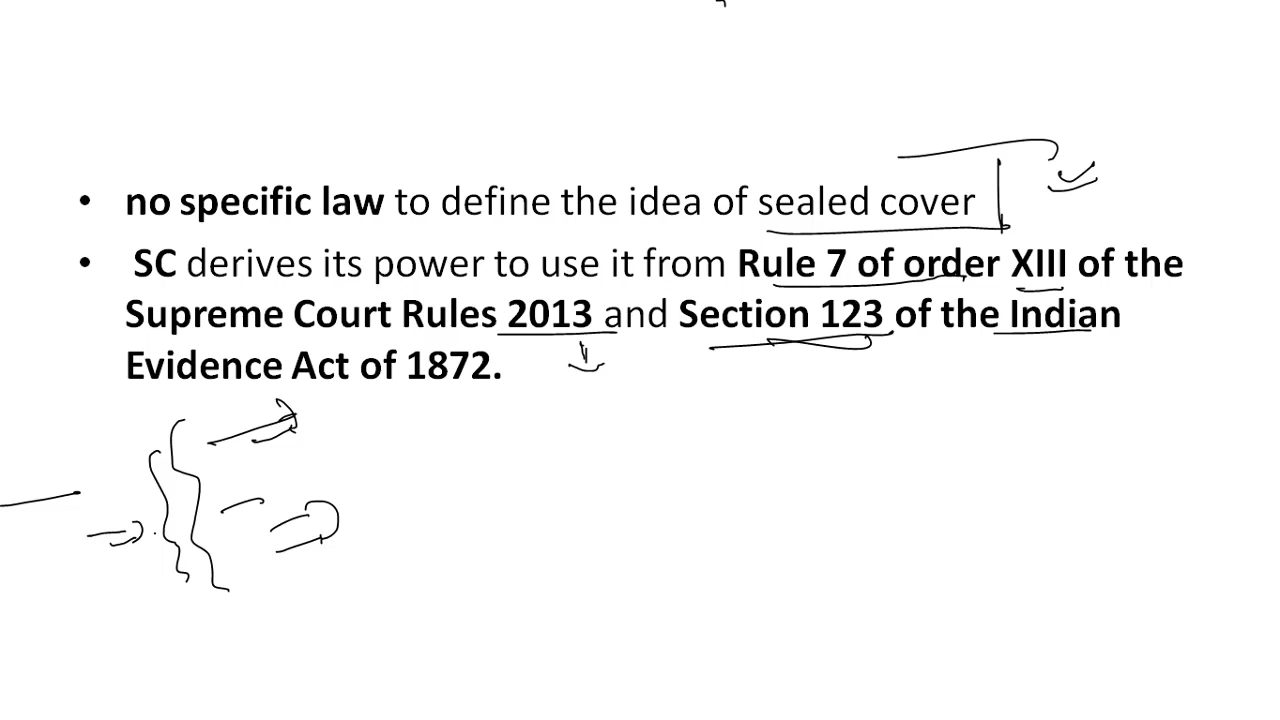 • no specific law to define the idea of sealed cover
• SC derives its power to use it from Rule 7 of order XIII of the
Supreme Court Rules 2013 and Section 123 of the Indian
Evidence Act of 1872.